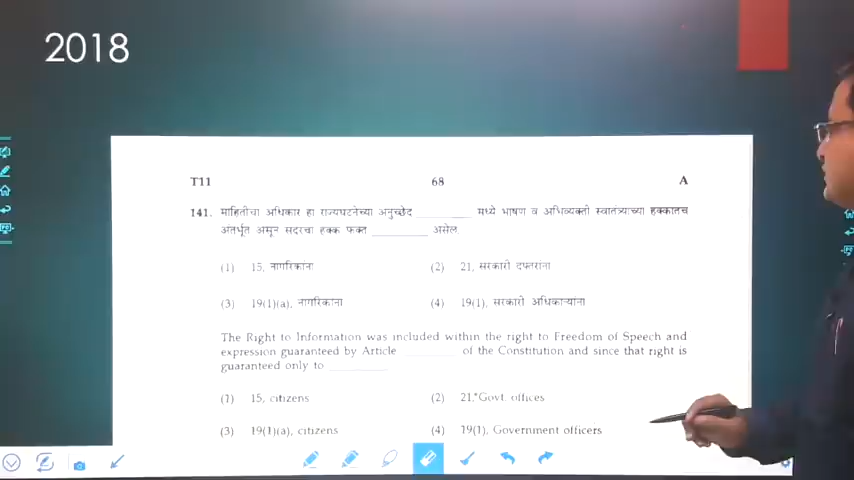 2018
T11 68 A
141. माहितीचा अधिकार हा राज्यघटनेच्या अनुच्छेद ________ मध्ये भाषण व अभिव्यक्ती स्वातंत्र्याच्या हक्कातच
अंतर्भूत असून सदरचा हक्क फक्त ________ असेल.
(1) 15, नागरिकांना (2) 21, सरकारी दफ्तरांना
(3) 19(1)(a), नागरिकांना (4) 19(1), सरकारी अधिकाऱ्यांना
The Right to Information was included within the right to Freedom of Speech and
expression guaranteed by Article ________ of the Constitution and since that right is
guaranteed only to ________
(1) 15, citizens (2) 21, Govt. offices
(3) 19(1)(a), citizens (4) 19(1), Government officers